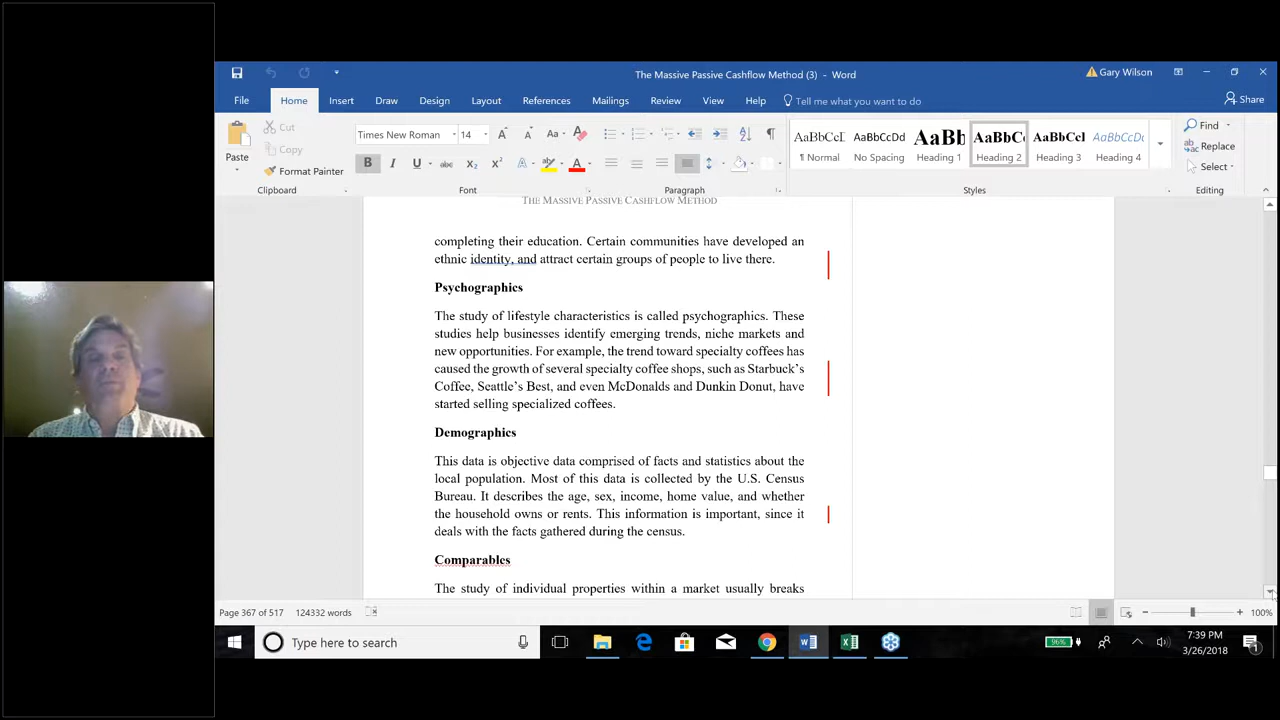 The Massive Passive Cashflow Method (3) - Word
Gary Wilson
File Home Insert Draw Design Layout References Mailings Review View Help Tell me what you want to do Share
Paste
Cut
Copy
Format Painter
Clipboard
Times New Roman 14
Aa
B I U abc X₂ X²
Font
Paragraph
AaBbCcDd AaBbCcDd AaBb AaBbCc AaBbCcl AaBbCcDd
¶ Normal No Spacing Heading 1 Heading 2 Heading 3 Heading 4
Styles
Find
Replace
Select
Editing
THE MASSIVE PASSIVE CASHFLOW METHOD
completing their education. Certain communities have developed an
ethnic identity, and attract certain groups of people to live there.
Psychographics
The study of lifestyle characteristics is called psychographics. These
studies help businesses identify emerging trends, niche markets and
new opportunities. For example, the trend toward specialty coffees has
caused the growth of several specialty coffee shops, such as Starbuck's
Coffee, Seattle's Best, and even McDonalds and Dunkin Donut, have
started selling specialized coffees.
Demographics
This data is objective data comprised of facts and statistics about the
local population. Most of this data is collected by the U.S. Census
Bureau. It describes the age, sex, income, home value, and whether
the household owns or rents. This information is important, since it
deals with the facts gathered during the census.
Comparables
The study of individual properties within a market usually breaks
Page 367 of 517 124332 words 100%
Type here to search
96%
7:39 PM
3/26/2018
1